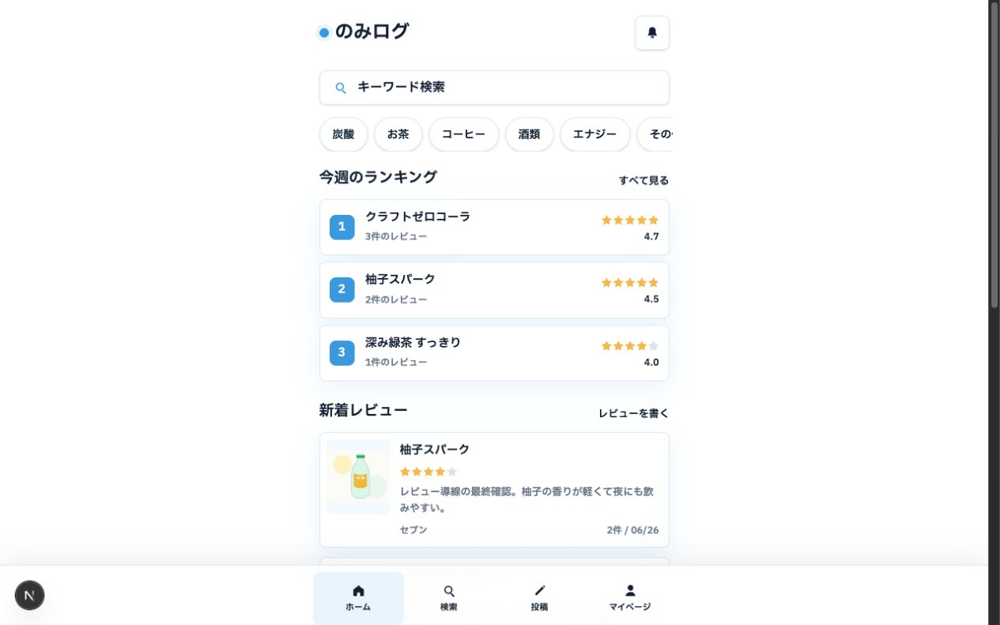 のみログ
キーワード検索
炭酸 お茶 コーヒー 酒類 エナジー その
今週のランキング すべて見る
1 クラフトゼロコーラ
3件のレビュー 4.7
2 柚子スパーク
2件のレビュー 4.5
3 深み緑茶 すっきり
1件のレビュー 4.0
新着レビュー レビューを書く
柚子スパーク
レビュー導線の最終確認。柚子の香りが軽くて夜にも飲
みやすい。
セブン 2件 / 06/26
N
ホーム 検索 投稿 マイページ